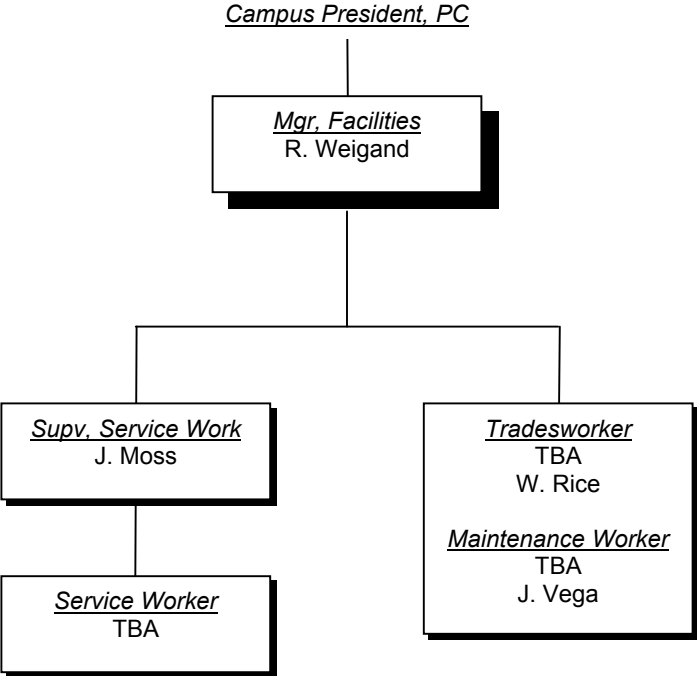 Campus President, PC
Mgr, Facilities
R. Weigand
Supv, Service Work
J. Moss
Service Worker
TBA
Tradesworker
TBA
W. Rice
Maintenance Worker
TBA
J. Vega